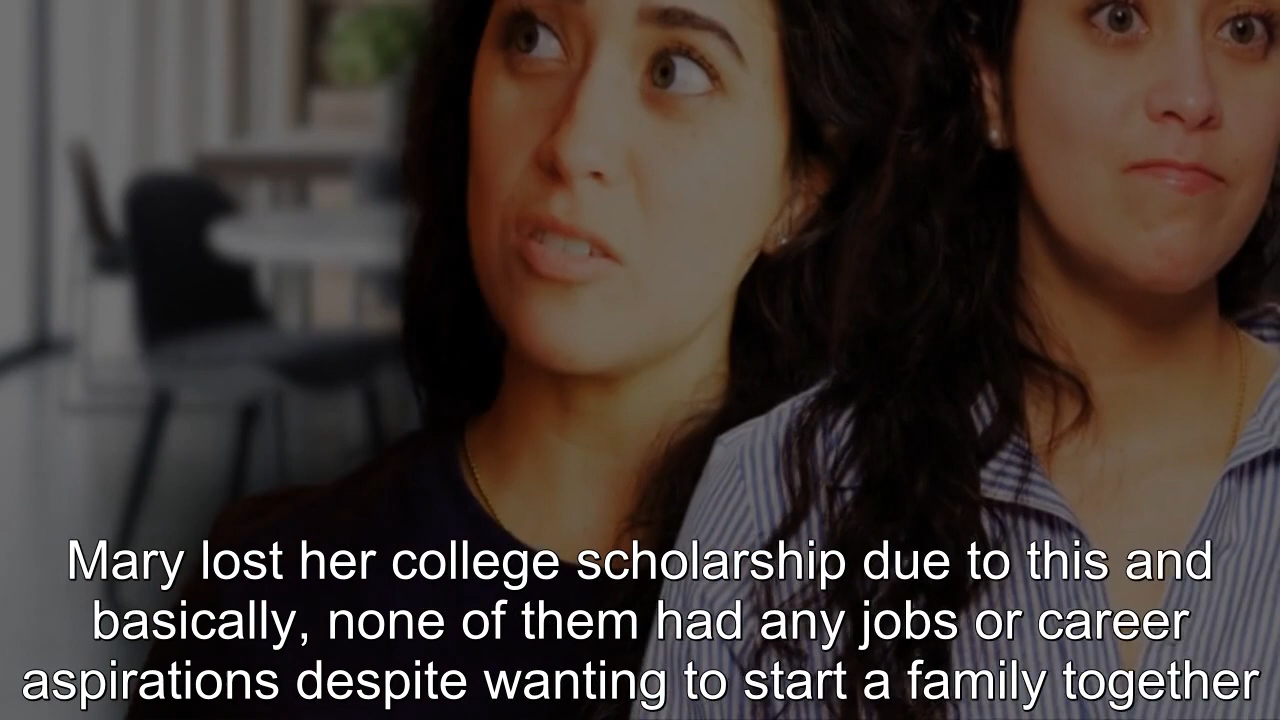 Mary lost her college scholarship due to this and
basically, none of them had any jobs or career
aspirations despite wanting to start a family together